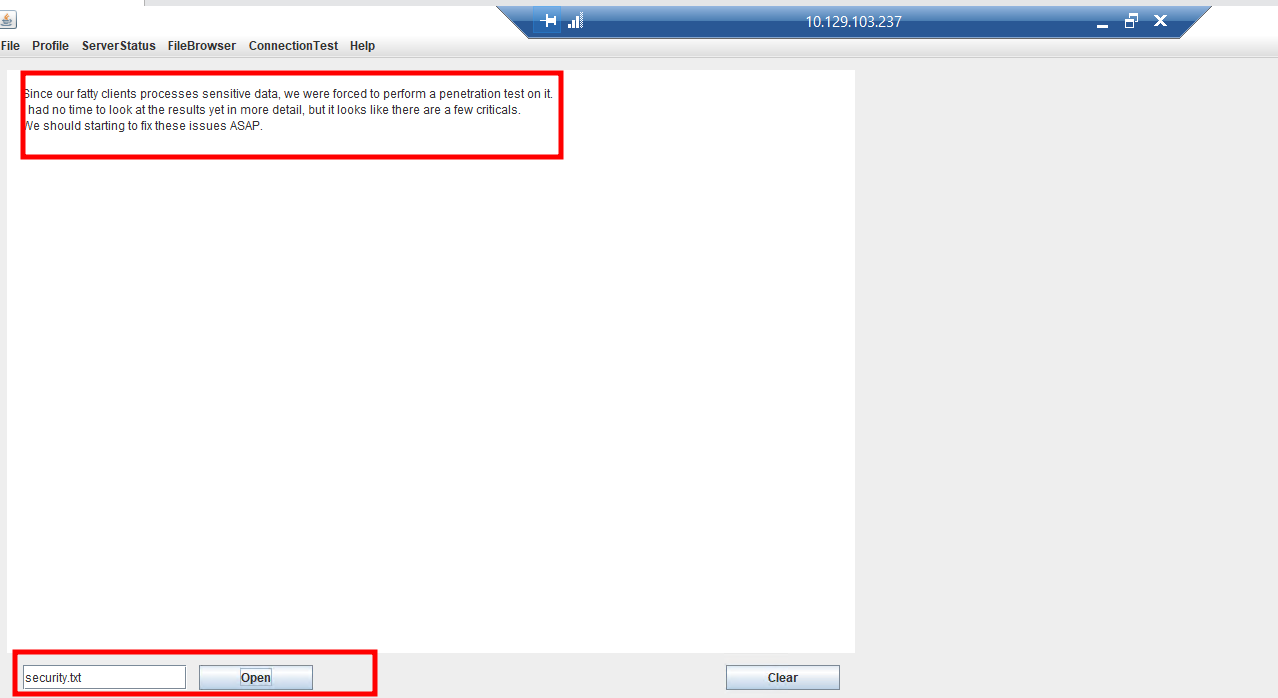 10.129.103.237
File Profile ServerStatus FileBrowser ConnectionTest Help
Since our fatty clients processes sensitive data, we were forced to perform a penetration test on it.
had no time to look at the results yet in more detail, but it looks like there are a few criticals.
We should starting to fix these issues ASAP.
security.txt Open Clear